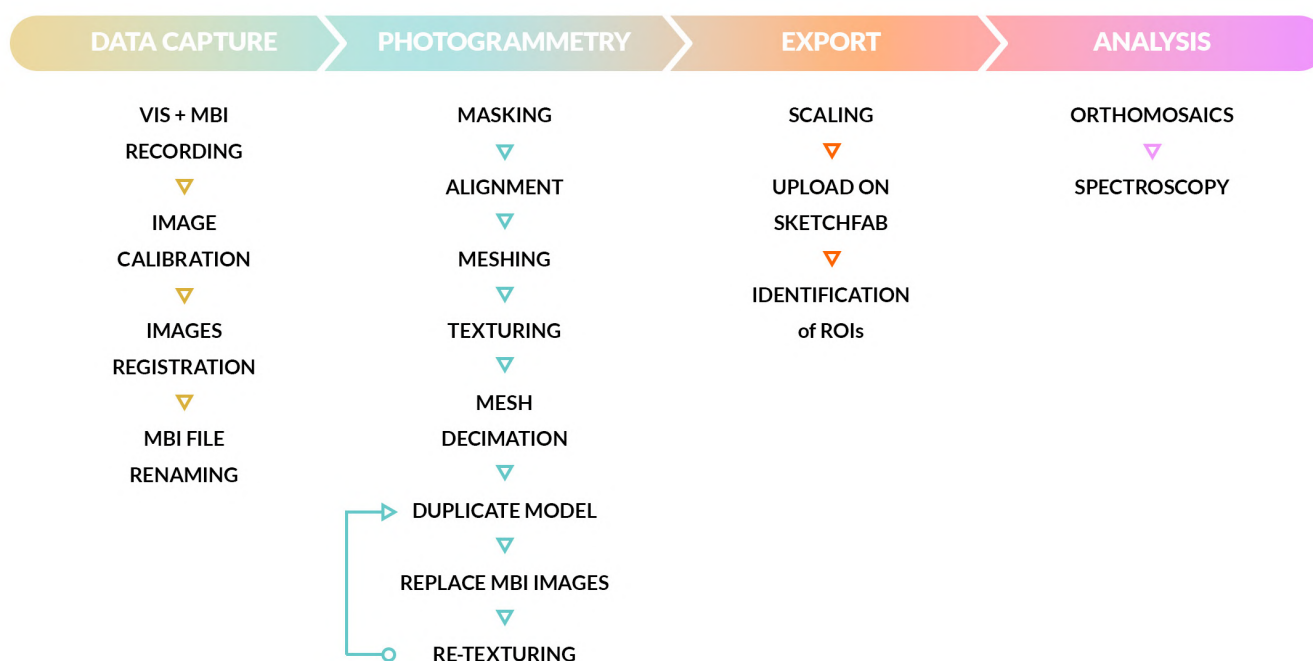 DATA CAPTURE
PHOTOGRAMMETRY
EXPORT
ANALYSIS
VIS + MBI
RECORDING
IMAGE
CALIBRATION
IMAGES
REGISTRATION
MBI FILE
RENAMING
MASKING
ALIGNMENT
MESHING
TEXTURING
MESH
DECIMATION
DUPLICATE MODEL
REPLACE MBI IMAGES
RE-TEXTURING
SCALING
UPLOAD ON
SKETCHFAB
IDENTIFICATION
of ROIs
ORTHOMOSAICS
SPECTROSCOPY